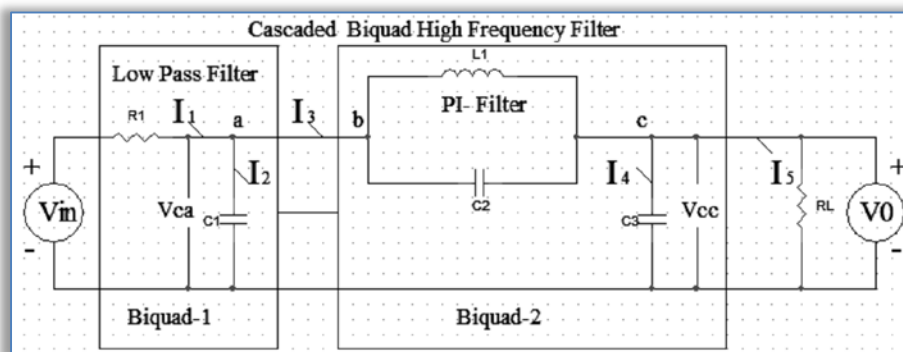 Cascaded Biquad High Frequency Filter
L1
Low Pass Filter
PI- Filter
R1
I1
a
I3
b
c
+
I2
I4
I5
+
Vin
Vca
C1
C2
C3
Vcc
RL
V0
-
-
Biquad-1
Biquad-2